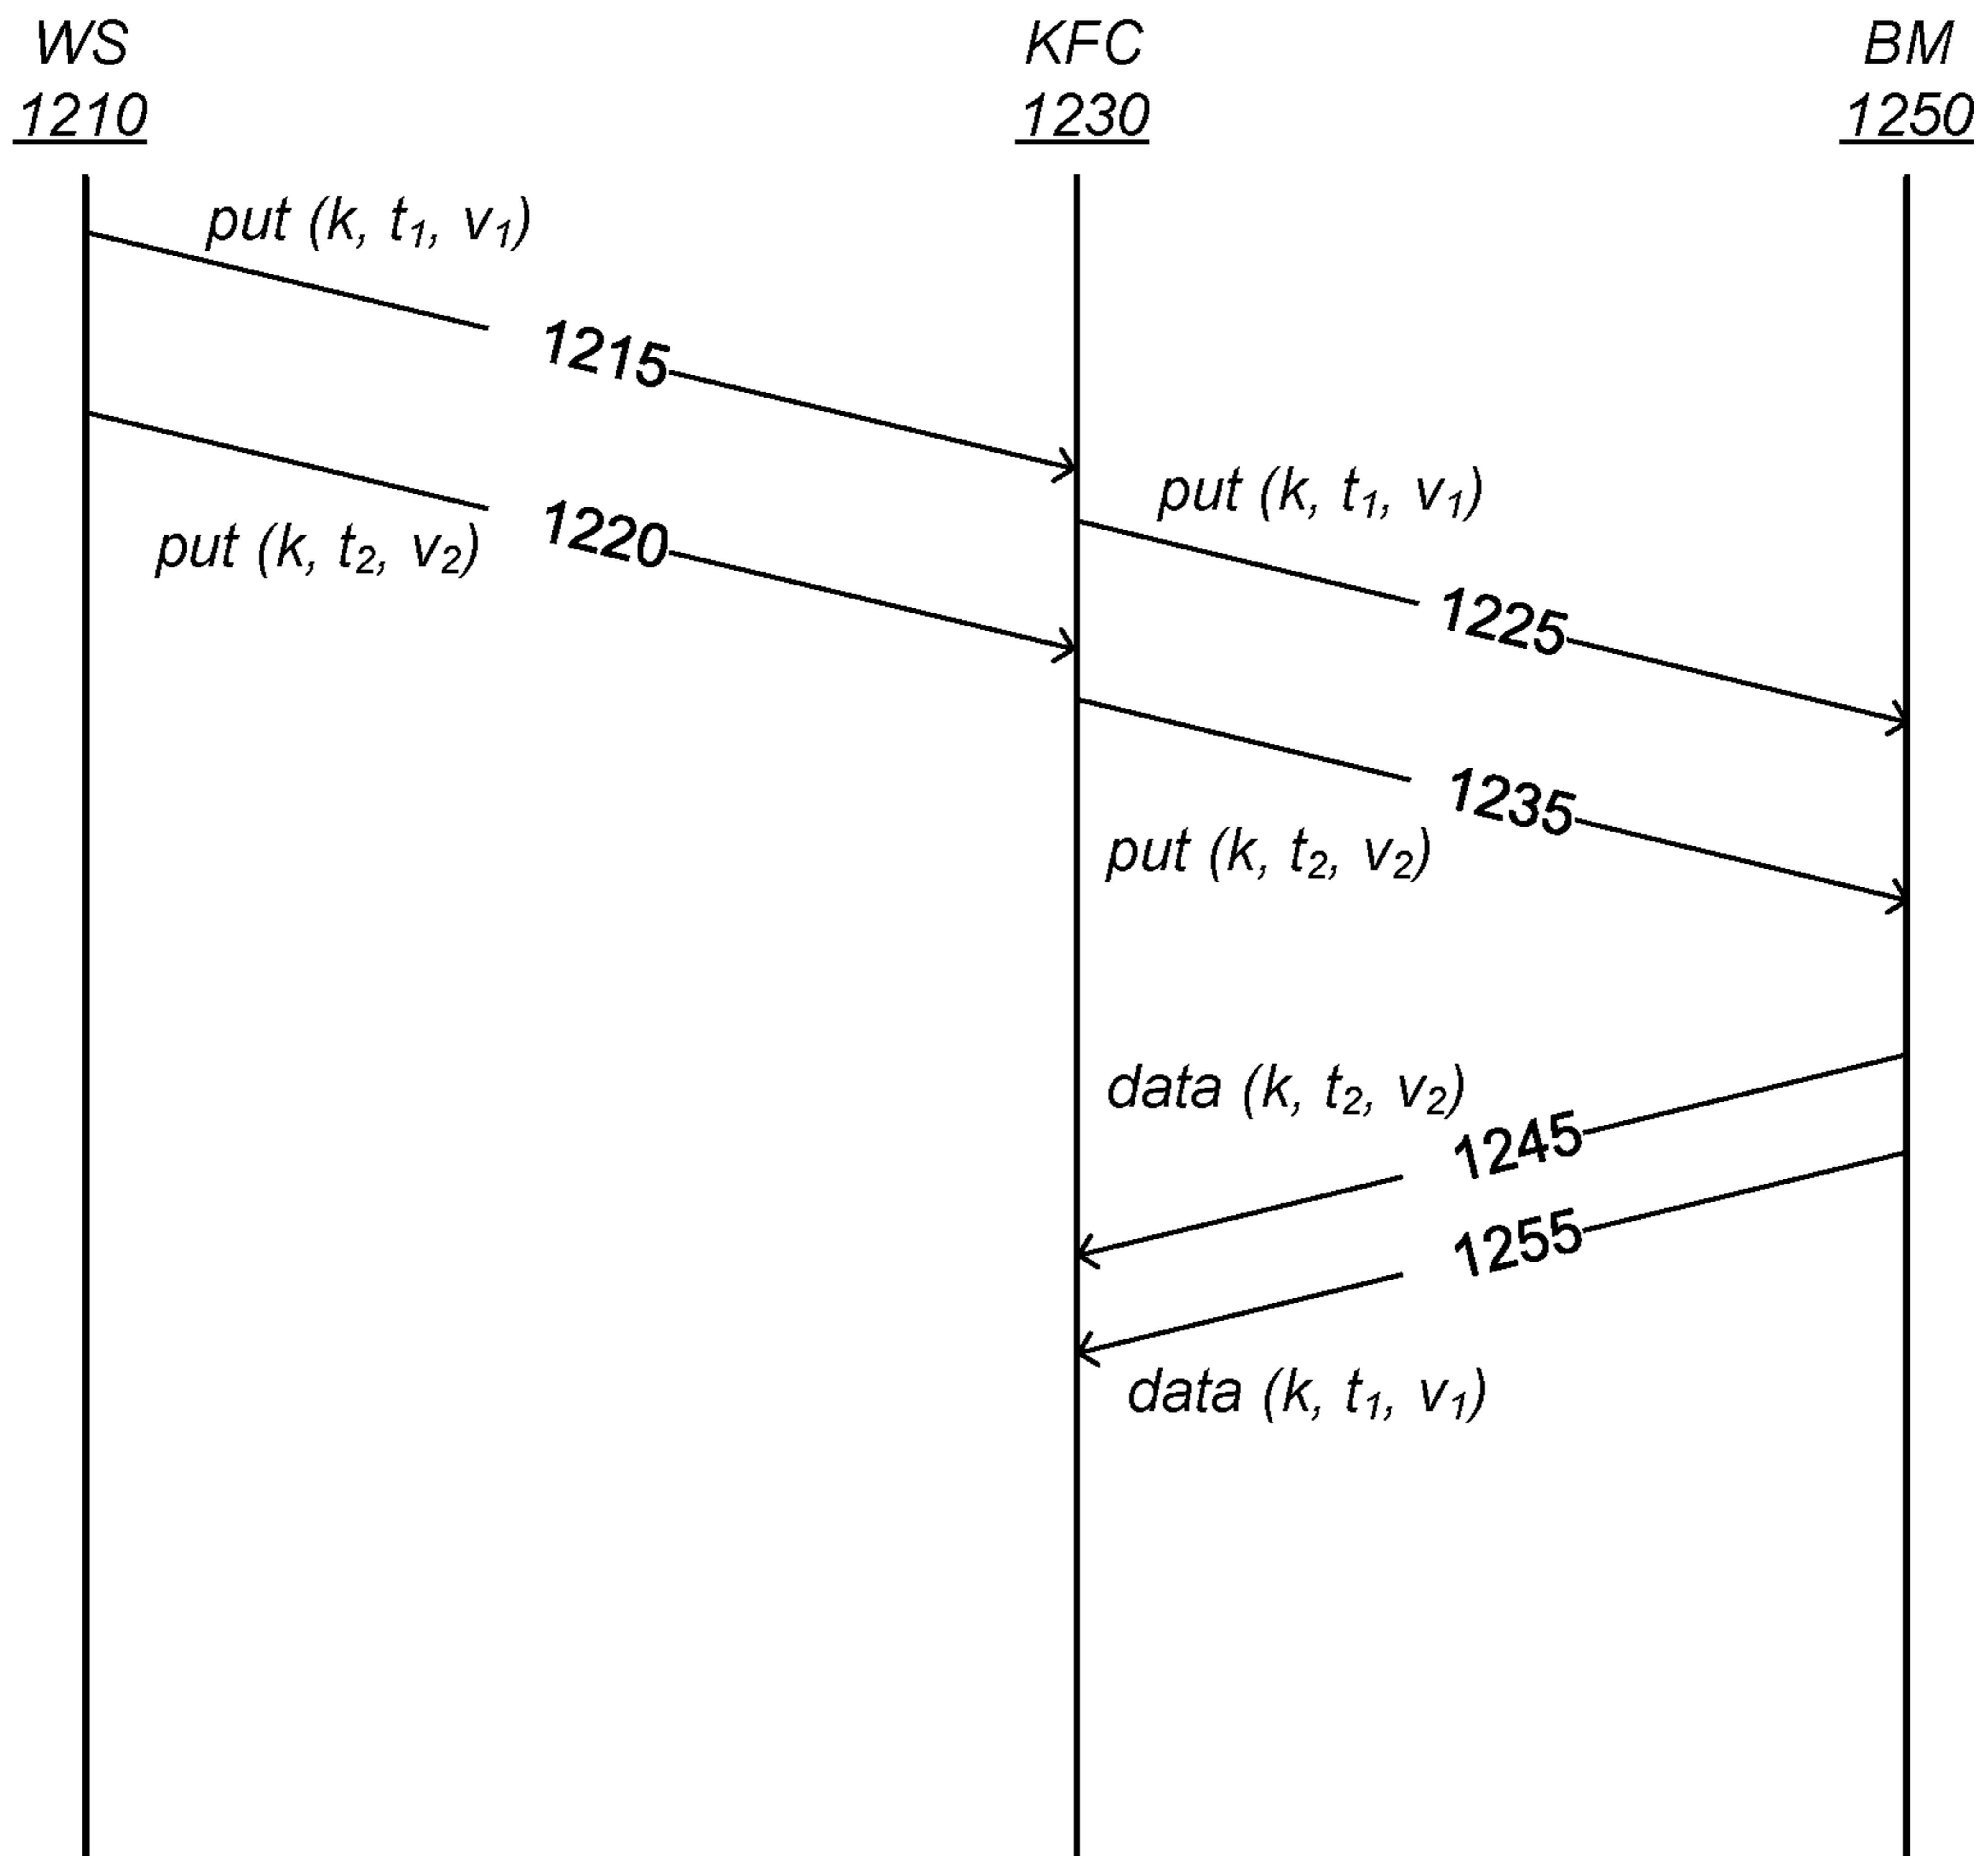 WS
1210
KFC
1230
BM
1250
put (k, t₁, v₁)
1215
put (k, t₂, v₂)
1220
put (k, t₁, v₁)
1225
1235
put (k, t₂, v₂)
data (k, t₂, v₂)
1245
1255
data (k, t₁, v₁)